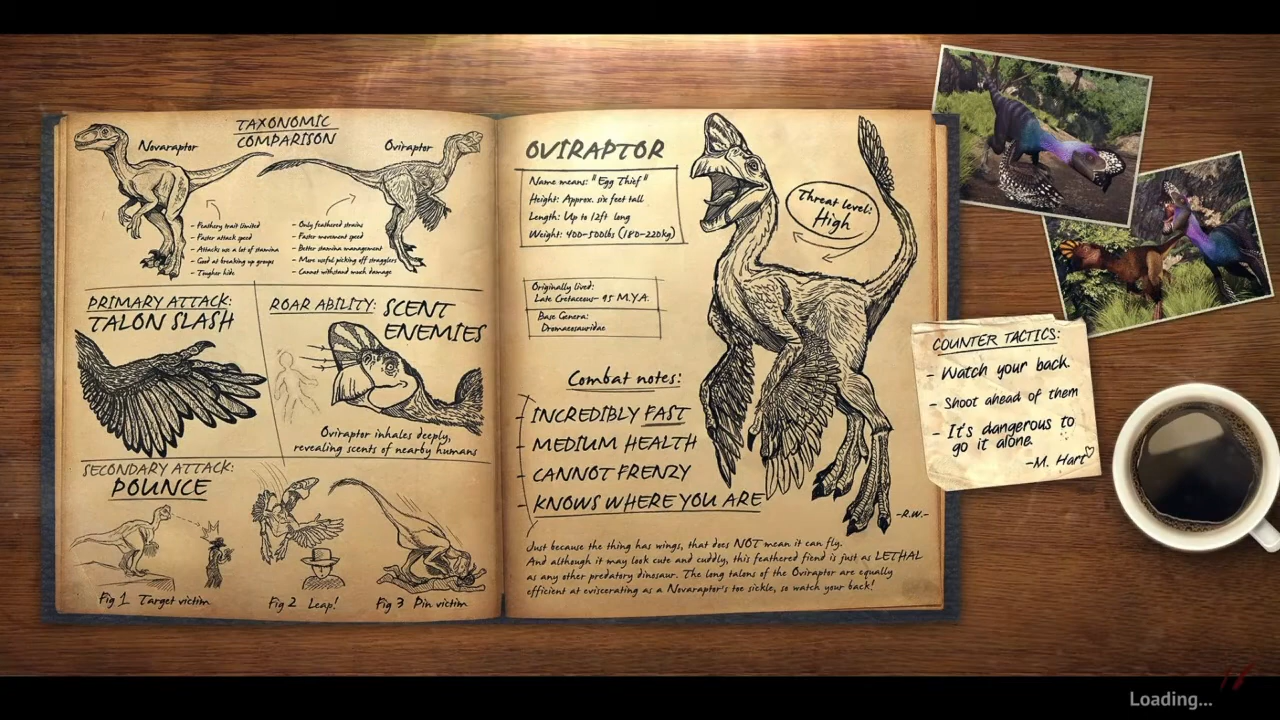 TAXONOMIC
COMPARISON
Novaraptor
Oviraptor
- Feathery trait limited
- Faster attack speed
- Attacks use a lot of stamina
- Good at breaking up groups
- Tougher hide
- Only feathered strains
- Faster movement speed
- Better stamina management
- More useful picking off stragglers
- Cannot withstand much damage
PRIMARY ATTACK:
TALON SLASH
ROAR ABILITY: SCENT
ENEMIES
Oviraptor inhales deeply,
revealing scents of nearby humans
SECONDARY ATTACK:
POUNCE
Fig 1 Target victim
Fig 2 Leap!
Fig 3 Pin victim
OVIRAPTOR
Name means: "Egg Thief"
Height: Approx. six feet tall
Length: Up to 12ft long
Weight: 400-500lbs (180-220kg)
Threat level:
High
Originally lived:
Late Cretaceous- 95 M.Y.A.
Base Genera:
Dromaeosauridae
Combat notes:
- INCREDIBLY FAST
- MEDIUM HEALTH
- CANNOT FRENZY
- KNOWS WHERE YOU ARE
-R.W.-
Just because the thing has wings, that does NOT mean it can fly.
And although it may look cute and cuddly, this feathered fiend is just as LETHAL
as any other predatory dinosaur. The long talons of the Oviraptor are equally
efficient at eviscerating as a Novaraptor's toe sickle, so watch your back!
COUNTER TACTICS:
- Watch your back.
- Shoot ahead of them
- It's dangerous to
go it alone.
-M. Hart
Loading...